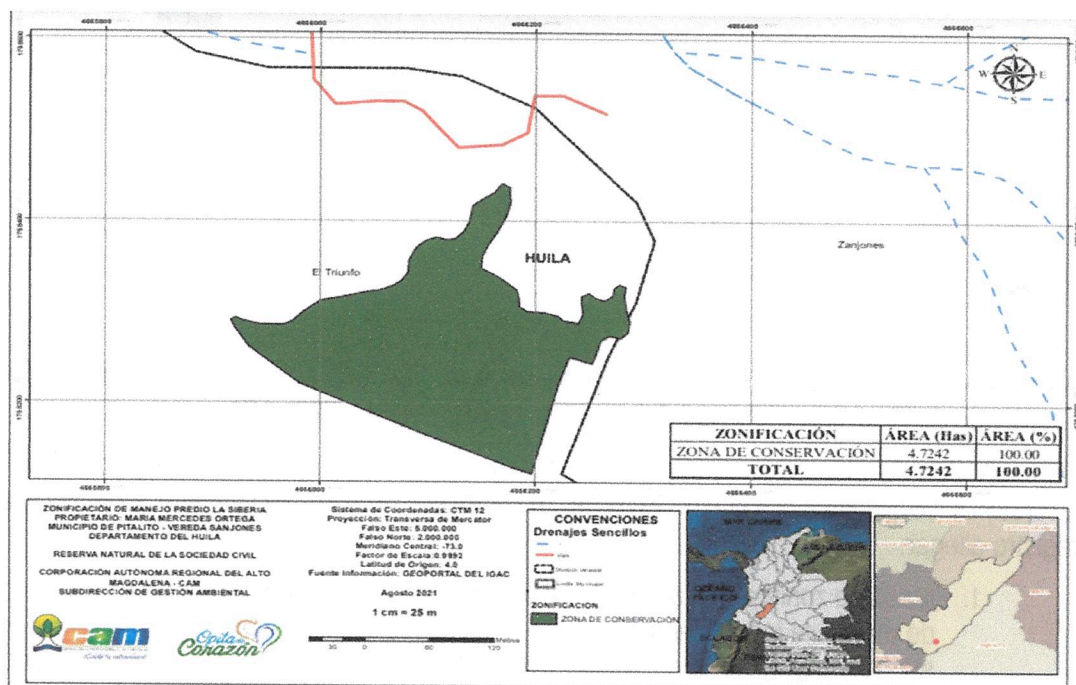 4666000
4666200
4666400
N
W E
S
HUILA
El Triunfo
Zanjones
ZONIFICACIÓN ÁREA (Has) ÁREA (%)
ZONA DE CONSERVACIÓN 4.7242 100.00
TOTAL 4.7242 100.00
4666000
4666200
4666400
ZONIFICACIÓN DE MANEJO PREDIO LA SIBERIA
PROPIETARIO: MARIA MERCEDES ORTEGA
MUNICIPIO DE PITALITO - VEREDA SANJONES
DEPARTAMENTO DEL HUILA
RESERVA NATURAL DE LA SOCIEDAD CIVIL
CORPORACIÓN AUTÓNOMA REGIONAL DEL ALTO
MAGDALENA - CAM
SUBDIRECCIÓN DE GESTIÓN AMBIENTAL
cam
Opita de
Corazón
Sistema de Coordenadas: CTM 12
Proyección: Transversa de Mercator
Falso Este: 5.000.000
Falso Norte: 2.000.000
Meridiano Central: -73.0
Factor de Escala: 0.9992
Latitud de Origen: 4.0
Fuente Información: GEOPORTAL DEL IGAC
Agosto 2021
1 cm = 25 m
30 0 60 120
Metros
CONVENCIONES
Drenajes Sencillos
Vías
ZONIFICACION
ZONA DE CONSERVACIÓN